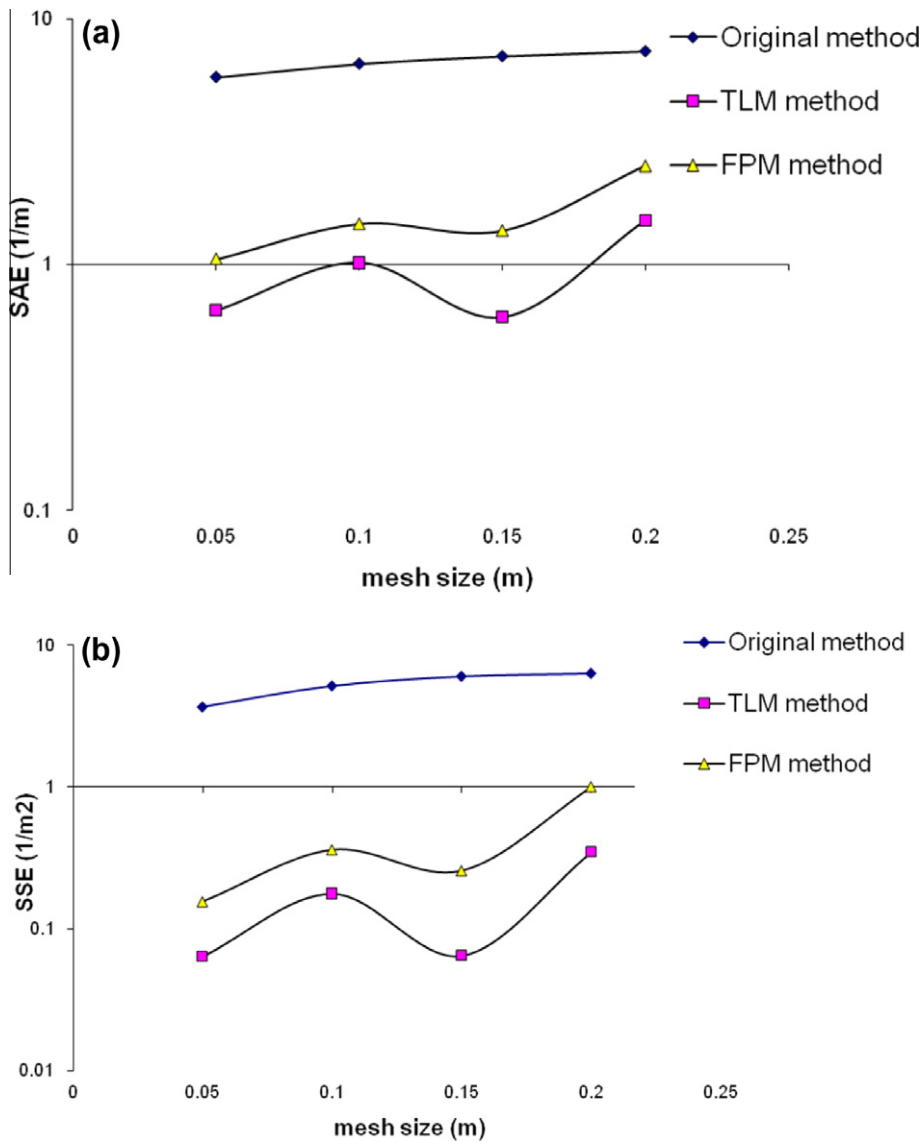 (a)
10
1
0.1
SAE (1/m)
0
0.05
0.1
0.15
0.2
0.25
mesh size (m)
Original method
TLM method
FPM method
(b)
10
1
0.1
0.01
SSE (1/m2)
0
0.05
0.1
0.15
0.2
0.25
mesh size (m)
Original method
TLM method
FPM method